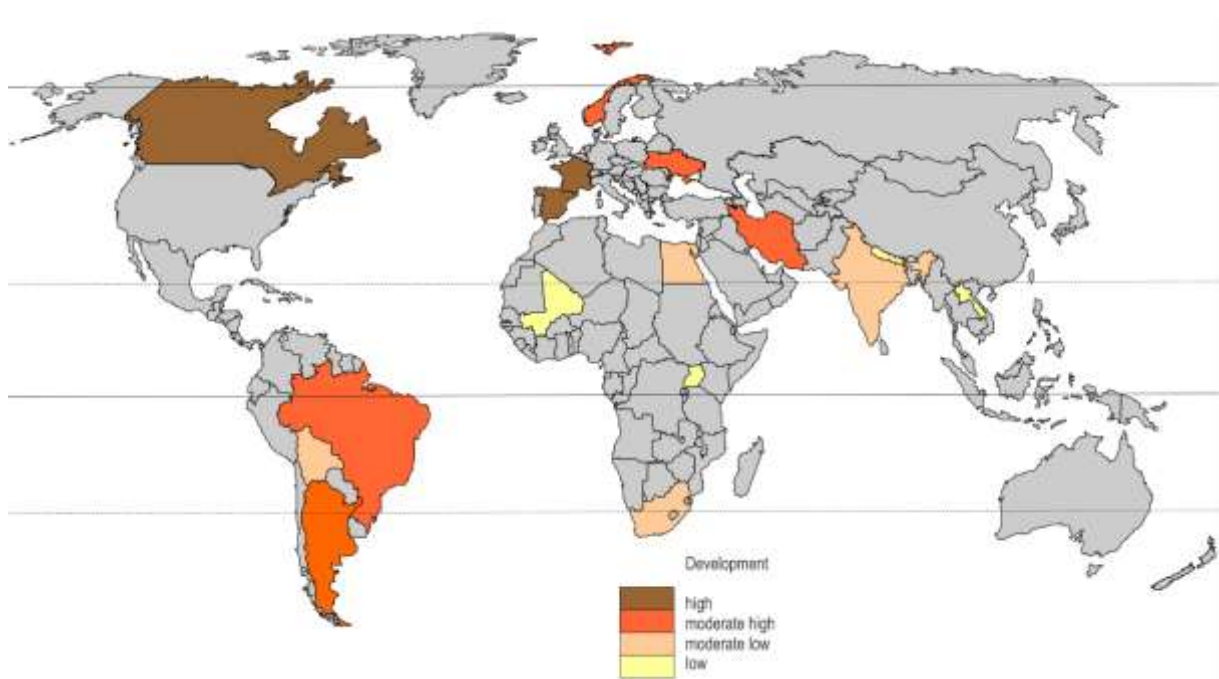 Development
high
moderate high
moderate low
low